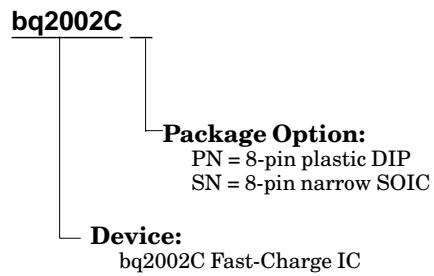 bq2002C
Package Option:
PN = 8-pin plastic DIP
SN = 8-pin narrow SOIC
Device:
bq2002C Fast-Charge IC